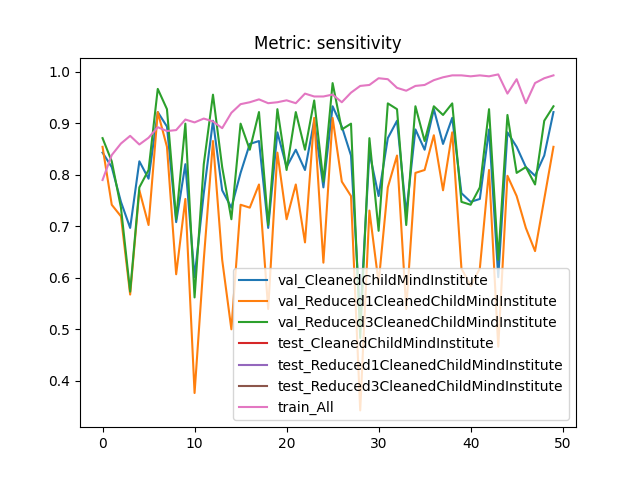 Metric: sensitivity
1.0
0.9
0.8
0.7
0.6
0.5
0.4
val_CleanedChildMindInstitute
val_Reduced1CleanedChildMindInstitute
val_Reduced3CleanedChildMindInstitute
test_CleanedChildMindInstitute
test_Reduced1CleanedChildMindInstitute
test_Reduced3CleanedChildMindInstitute
train_All
0 10 20 30 40 50